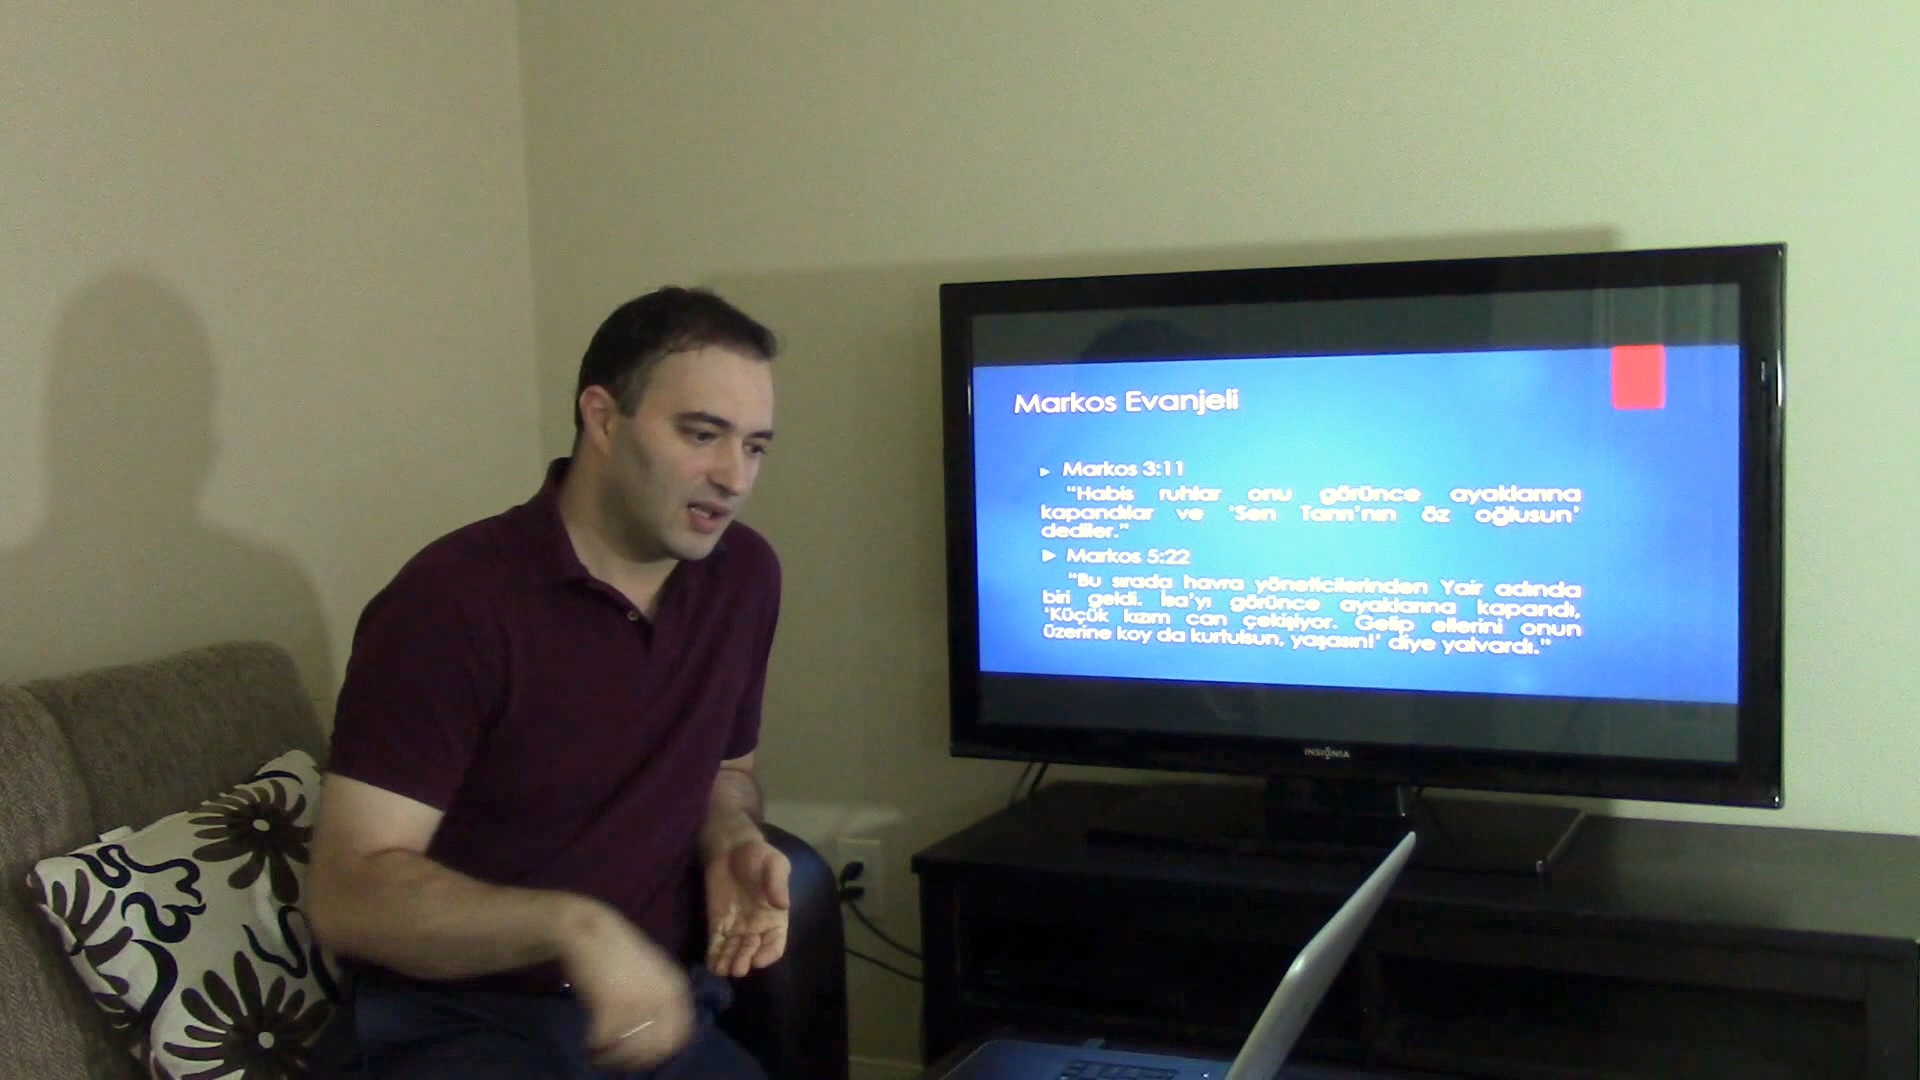 Markos Evanjeli
Markos 3:11
"Habis ruhlar onu görünce ayaklarına
kapandılar ve 'Sen Tanrı'nın öz oğlusun'
dediler."
Markos 5:22
"Bu sırada havra yöneticilerinden Yair adında
biri geldi. İsa'yı görünce ayaklarına kapandı,
'Küçük kızım can çekişiyor. Gelip ellerini onun
üzerine koy da kurtulsun, yaşasın!' diye yalvardı."
INSIGNIA